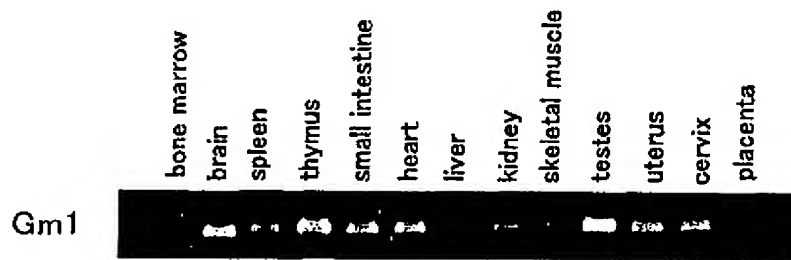 bone marrow
brain
spleen
thymus
small intestine
heart
liver
kidney
skeletal muscle
testes
uterus
cervix
placenta
Gm1